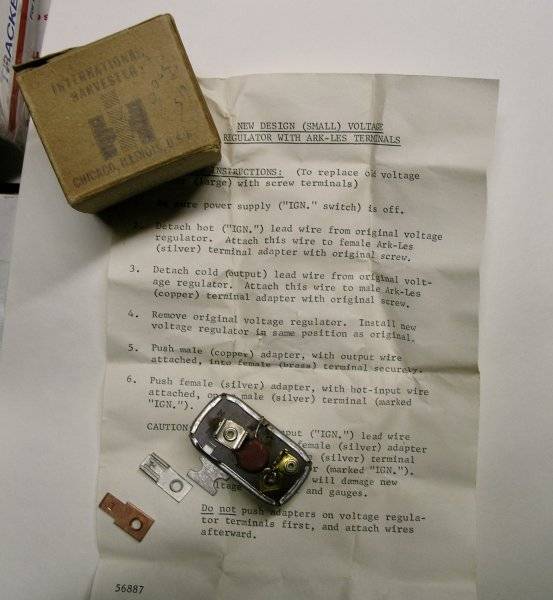 TRACKE
INTERNATIONAL
HARVESTER
CHICAGO, ILLINOIS, U.S.A.
NEW DESIGN (SMALL) VOLTAGE
REGULATOR WITH ARK-LES TERMINALS
INSTRUCTIONS: (To replace old voltage
(large) with screw terminals)
sure power supply ("IGN." switch) is off.
Detach hot ("IGN.") lead wire from original voltage
regulator. Attach this wire to female Ark-Les
(silver) terminal adapter with original screw.
3. Detach cold (output) lead wire from original volt-
age regulator. Attach this wire to male Ark-Les
(copper) terminal adapter with original screw.
4. Remove original voltage regulator. Install new
voltage regulator in same position as original.
5. Push male (copper) adapter, with output wire
attached, into female (brass) terminal securely.
6. Push female (silver) adapter, with hot-input wire
attached, male (silver) terminal (marked
"IGN.").
CAUTION ("IGN.") lead wire
female (silver) adapter
(silver) terminal
(marked "IGN.").
will damage new
and gauges.
Do not push adapters on voltage regula-
tor terminals first, and attach wires
afterward.
56887